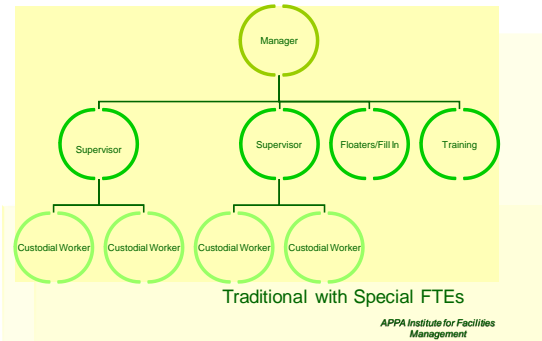 Manager
Supervisor
Supervisor
Floaters/Fill In
Training
Custodial Worker
Custodial Worker
Custodial Worker
Custodial Worker
Traditional with Special FTEs
APPA Institute for Facilities
Management